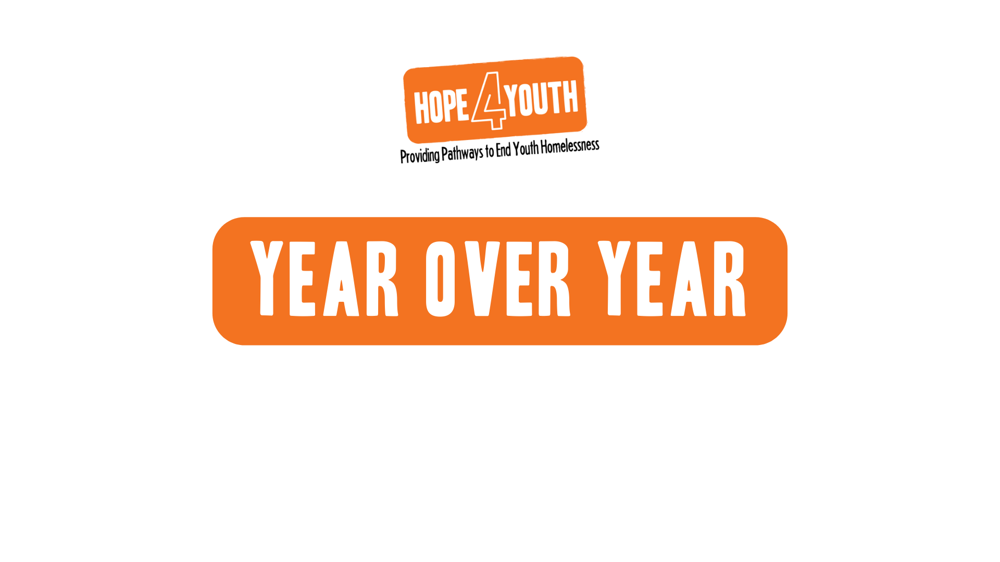 HOPE 4 YOUTH
Providing Pathways to End Youth Homelessness
YEAR OVER YEAR